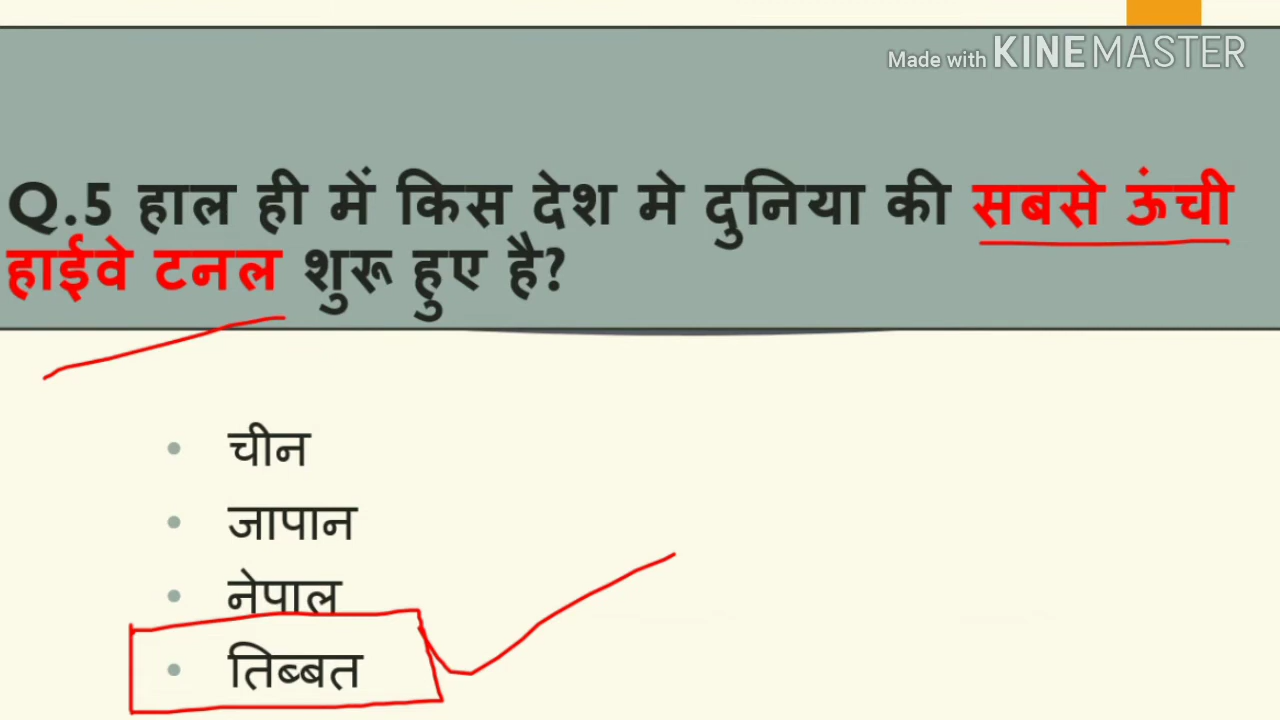 Made with KINEMASTER
Q.5 हाल ही में किस देश मे दुनिया की सबसे ऊंची
हाईवे टनल शुरू हुए है?
• चीन
• जापान
• नेपाल
• तिब्बत